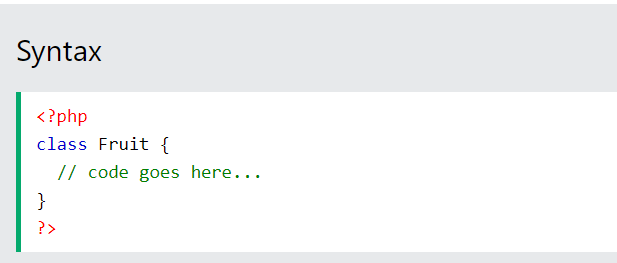 Syntax
<?php
class Fruit {
  // code goes here...
}
?>